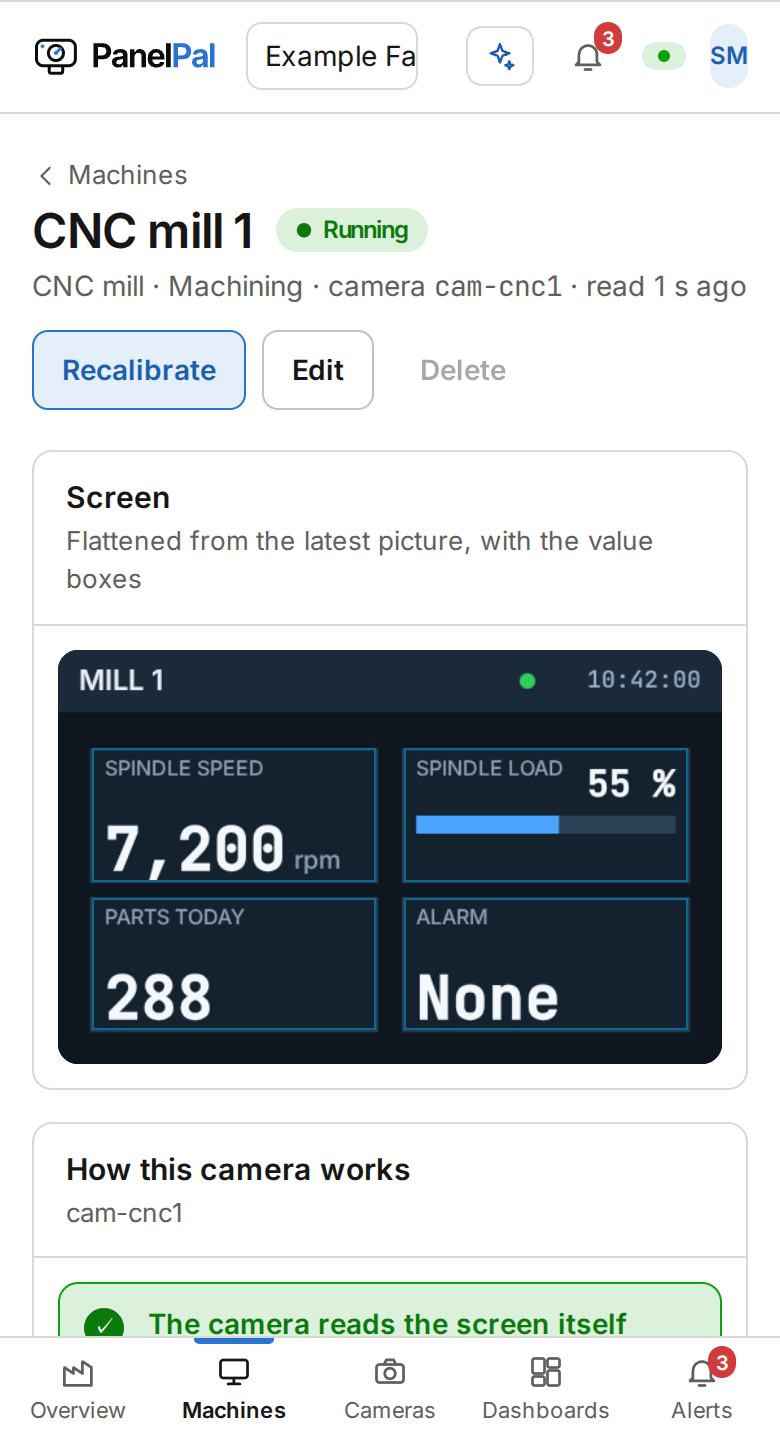 PanelPal
Example Fa
3
SM
Machines
CNC mill 1
Running
CNC mill · Machining · camera cam-cnc1 · read 1 s ago
Recalibrate
Edit
Delete
Screen
Flattened from the latest picture, with the value
boxes
MILL 1
10:42:00
SPINDLE SPEED
7,200 rpm
SPINDLE LOAD
55 %
PARTS TODAY
288
ALARM
None
How this camera works
cam-cnc1
The camera reads the screen itself
Overview
Machines
Cameras
Dashboards
3
Alerts